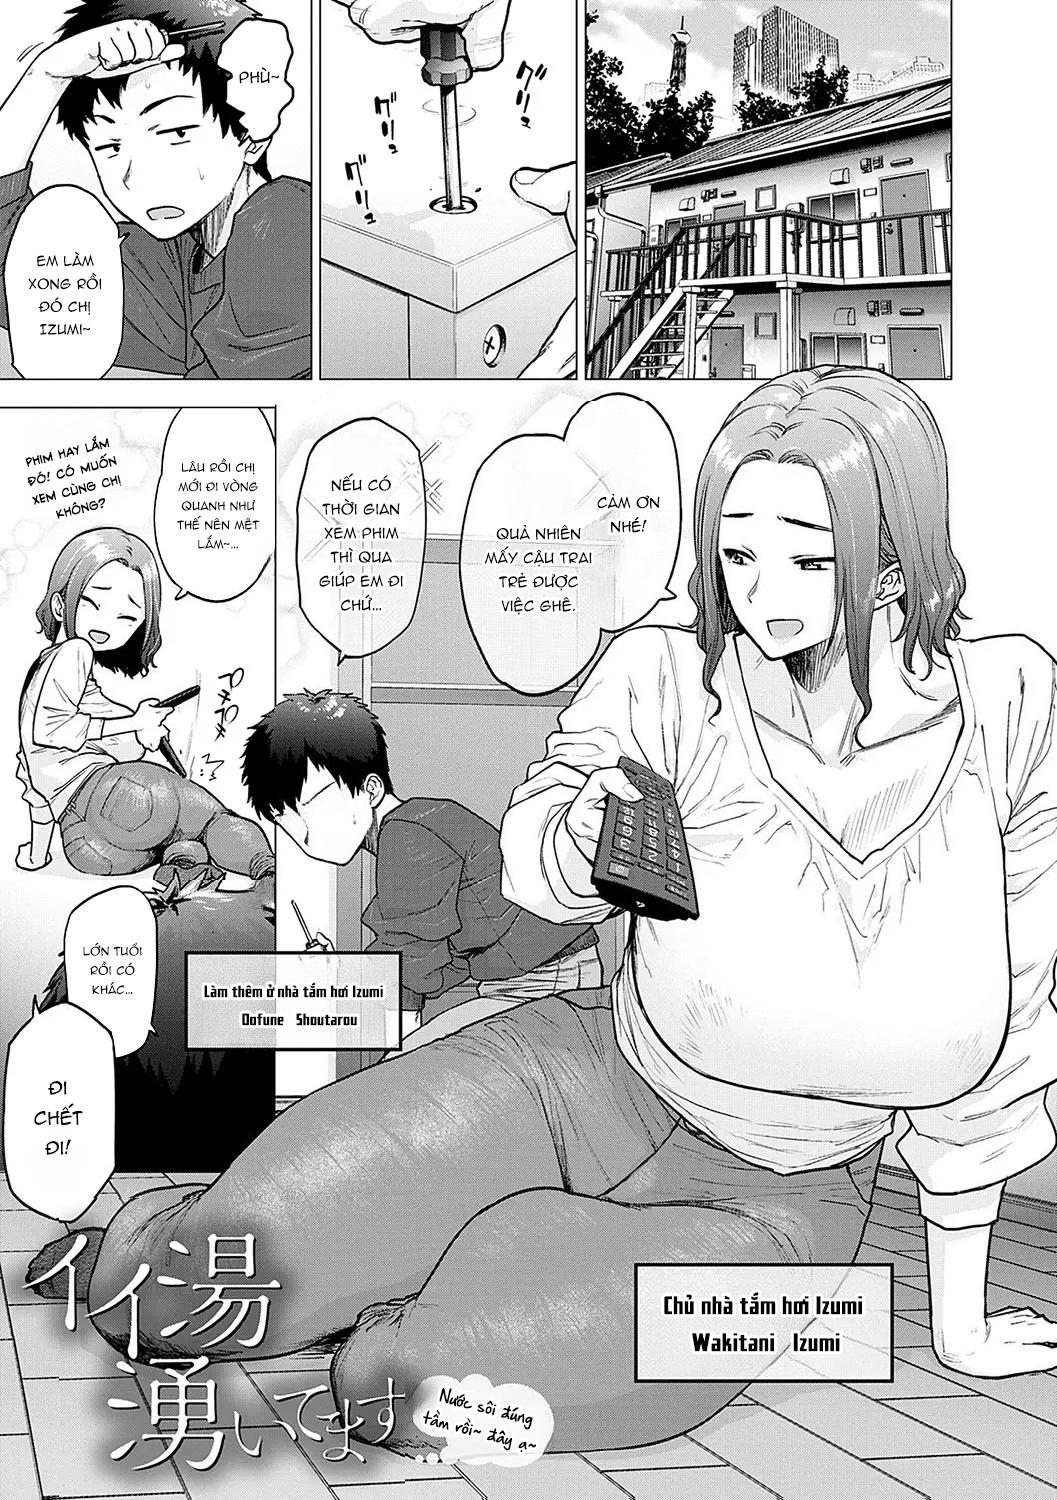 ギッ
ギッ
PHÙ~
EM LÀM
XONG RỒI
ĐÓ CHỊ
IZUMI~
CẢM ƠN
NHÉ!
QUẢ NHIÊN
MẤY CẬU TRAI
TRẺ ĐƯỢC
VIỆC GHÊ.
NẾU CÓ
THỜI GIAN
XEM PHIM
THÌ QUA
GIÚP EM ĐI
CHỨ...
LÂU RỒI CHỊ
MỚI ĐI VÒNG
QUANH NHƯ
THẾ NÊN MỆT
LẮM~...
PHIM HAY LẮM
ĐÓ! CÓ MUỐN
XEM CÙNG CHỊ
KHÔNG?
LỚN TUỔI
RỒI CÓ
KHÁC...
ĐI
CHẾT
ĐI!
Làm thêm ở nhà tắm hơi Izumi
Oofune Shoutarou
Chủ nhà tắm hơi Izumi
Wakitani Izumi
イイ湯
湧いてます
Nước sôi đúng
tầm rồi~ đây ạ~